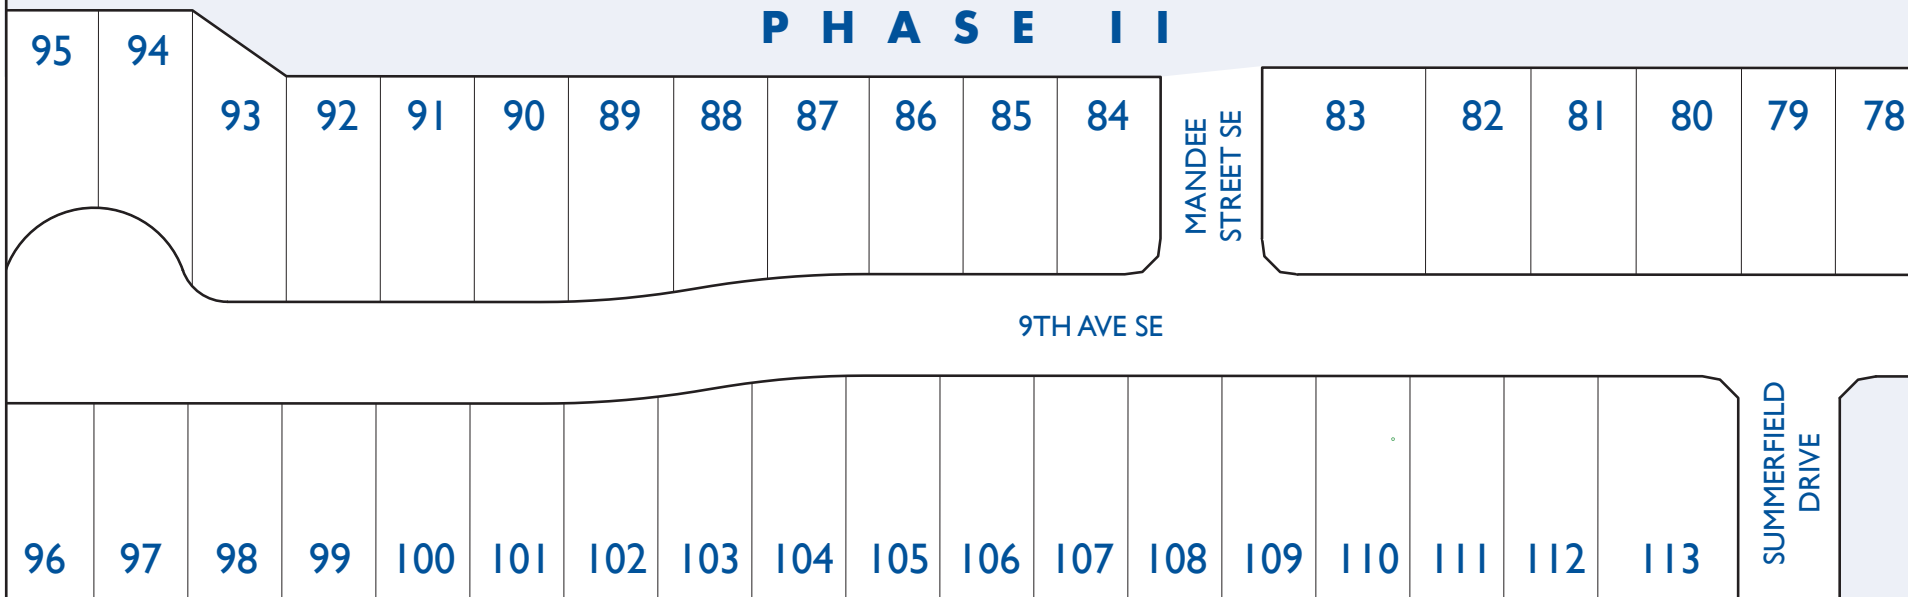 PHASE II
95 94
93 92 91 90 89 88 87 86 85 84
MANDEE
STREET SE
83 82 81 80 79 78
9TH AVE SE
SUMMERFIELD
DRIVE
96 97 98 99 100 101 102 103 104 105 106 107 108 109 110 111 112 113